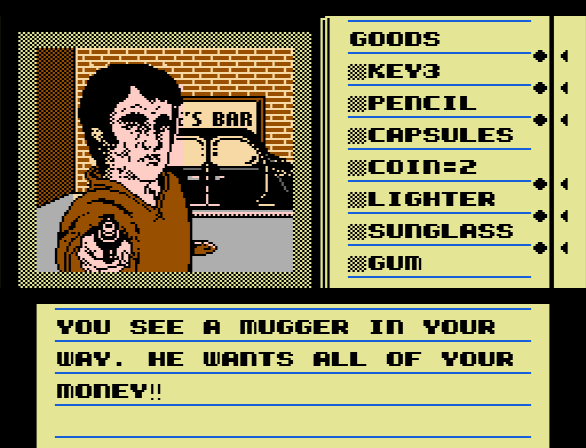 'S BAR
GOODS
KEY3
PENCIL
CAPSULES
COIN=2
LIGHTER
SUNGLASS
GUM
YOU SEE A MUGGER IN YOUR
WAY. HE WANTS ALL OF YOUR
MONEY!!